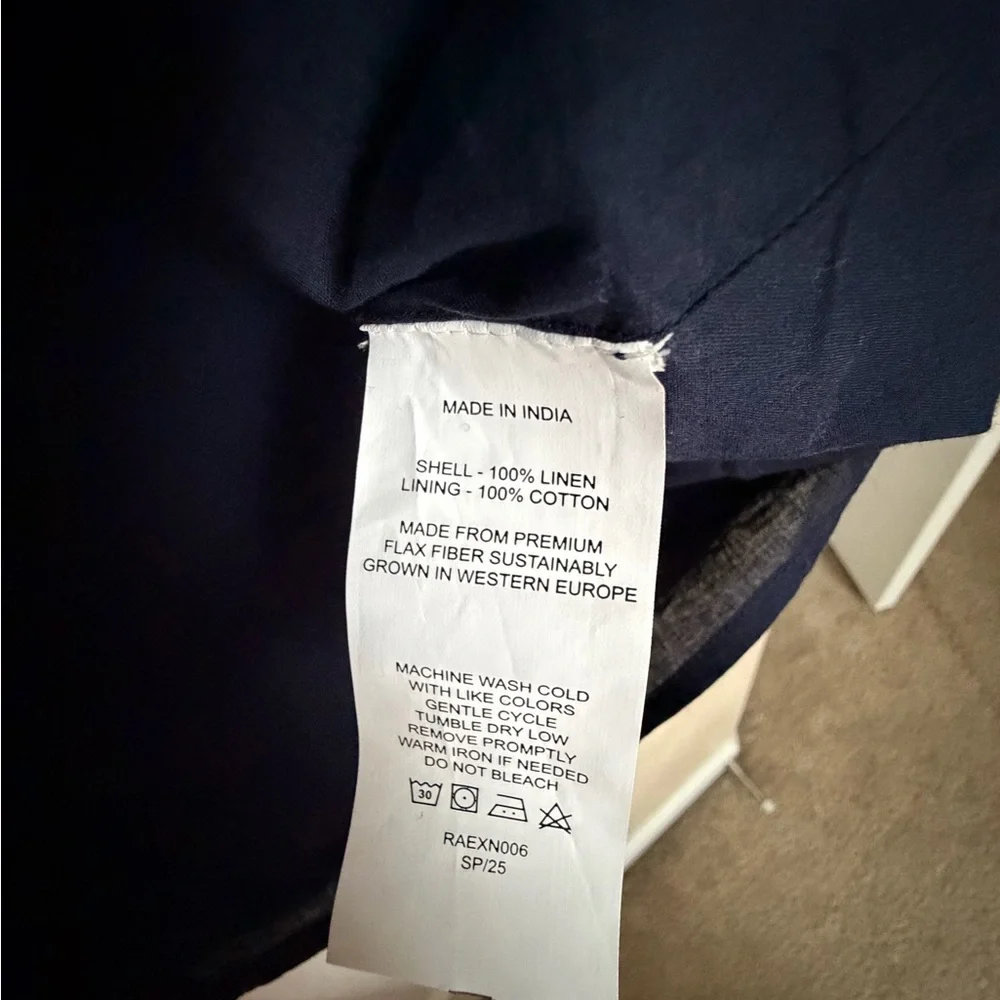 MADE IN INDIA
SHELL - 100% LINEN
LINING - 100% COTTON
MADE FROM PREMIUM
FLAX FIBER SUSTAINABLY
GROWN IN WESTERN EUROPE
MACHINE WASH COLD
WITH LIKE COLORS
GENTLE CYCLE
TUMBLE DRY LOW
REMOVE PROMPTLY
WARM IRON IF NEEDED
DO NOT BLEACH
30
RAEXN006
SP/25